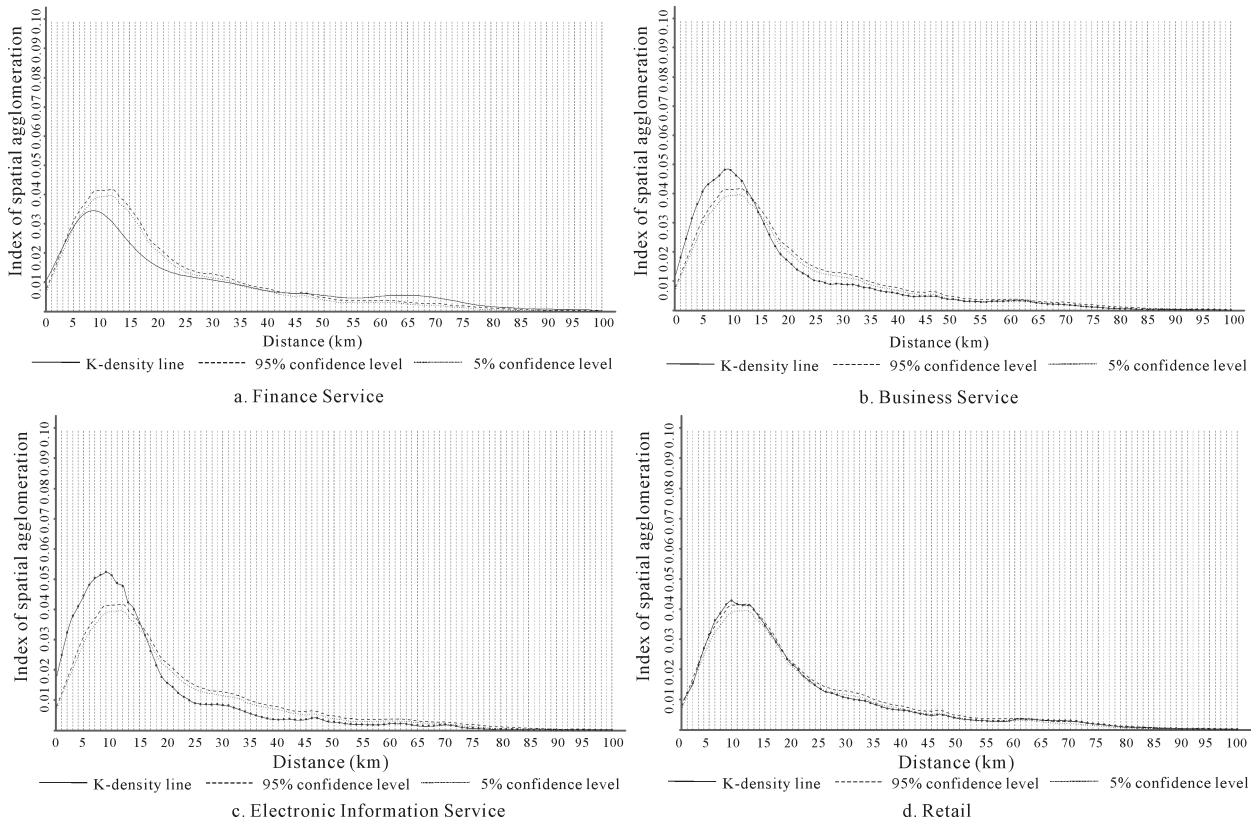 Index of spatial agglomeration
0.01 0.02 0.03 0.04 0.05 0.06 0.07 0.08 0.09 0.10
0 5 10 15 20 25 30 35 40 45 50 55 60 65 70 75 80 85 90 95 100
Distance (km)
K-density line 95% confidence level 5% confidence level
a. Finance Service
Index of spatial agglomeration
0.01 0.02 0.03 0.04 0.05 0.06 0.07 0.08 0.09 0.10
0 5 10 15 20 25 30 35 40 45 50 55 60 65 70 75 80 85 90 95 100
Distance (km)
K-density line 95% confidence level 5% confidence level
b. Business Service
Index of spatial agglomeration
0.01 0.02 0.03 0.04 0.05 0.06 0.07 0.08 0.09 0.10
0 5 10 15 20 25 30 35 40 45 50 55 60 65 70 75 80 85 90 95 100
Distance (km)
K-density line 95% confidence level 5% confidence level
c. Electronic Information Service
Index of spatial agglomeration
0.01 0.02 0.03 0.04 0.05 0.06 0.07 0.08 0.09 0.10
0 5 10 15 20 25 30 35 40 45 50 55 60 65 70 75 80 85 90 95 100
Distance (km)
K-density line 95% confidence level 5% confidence level
d. Retail